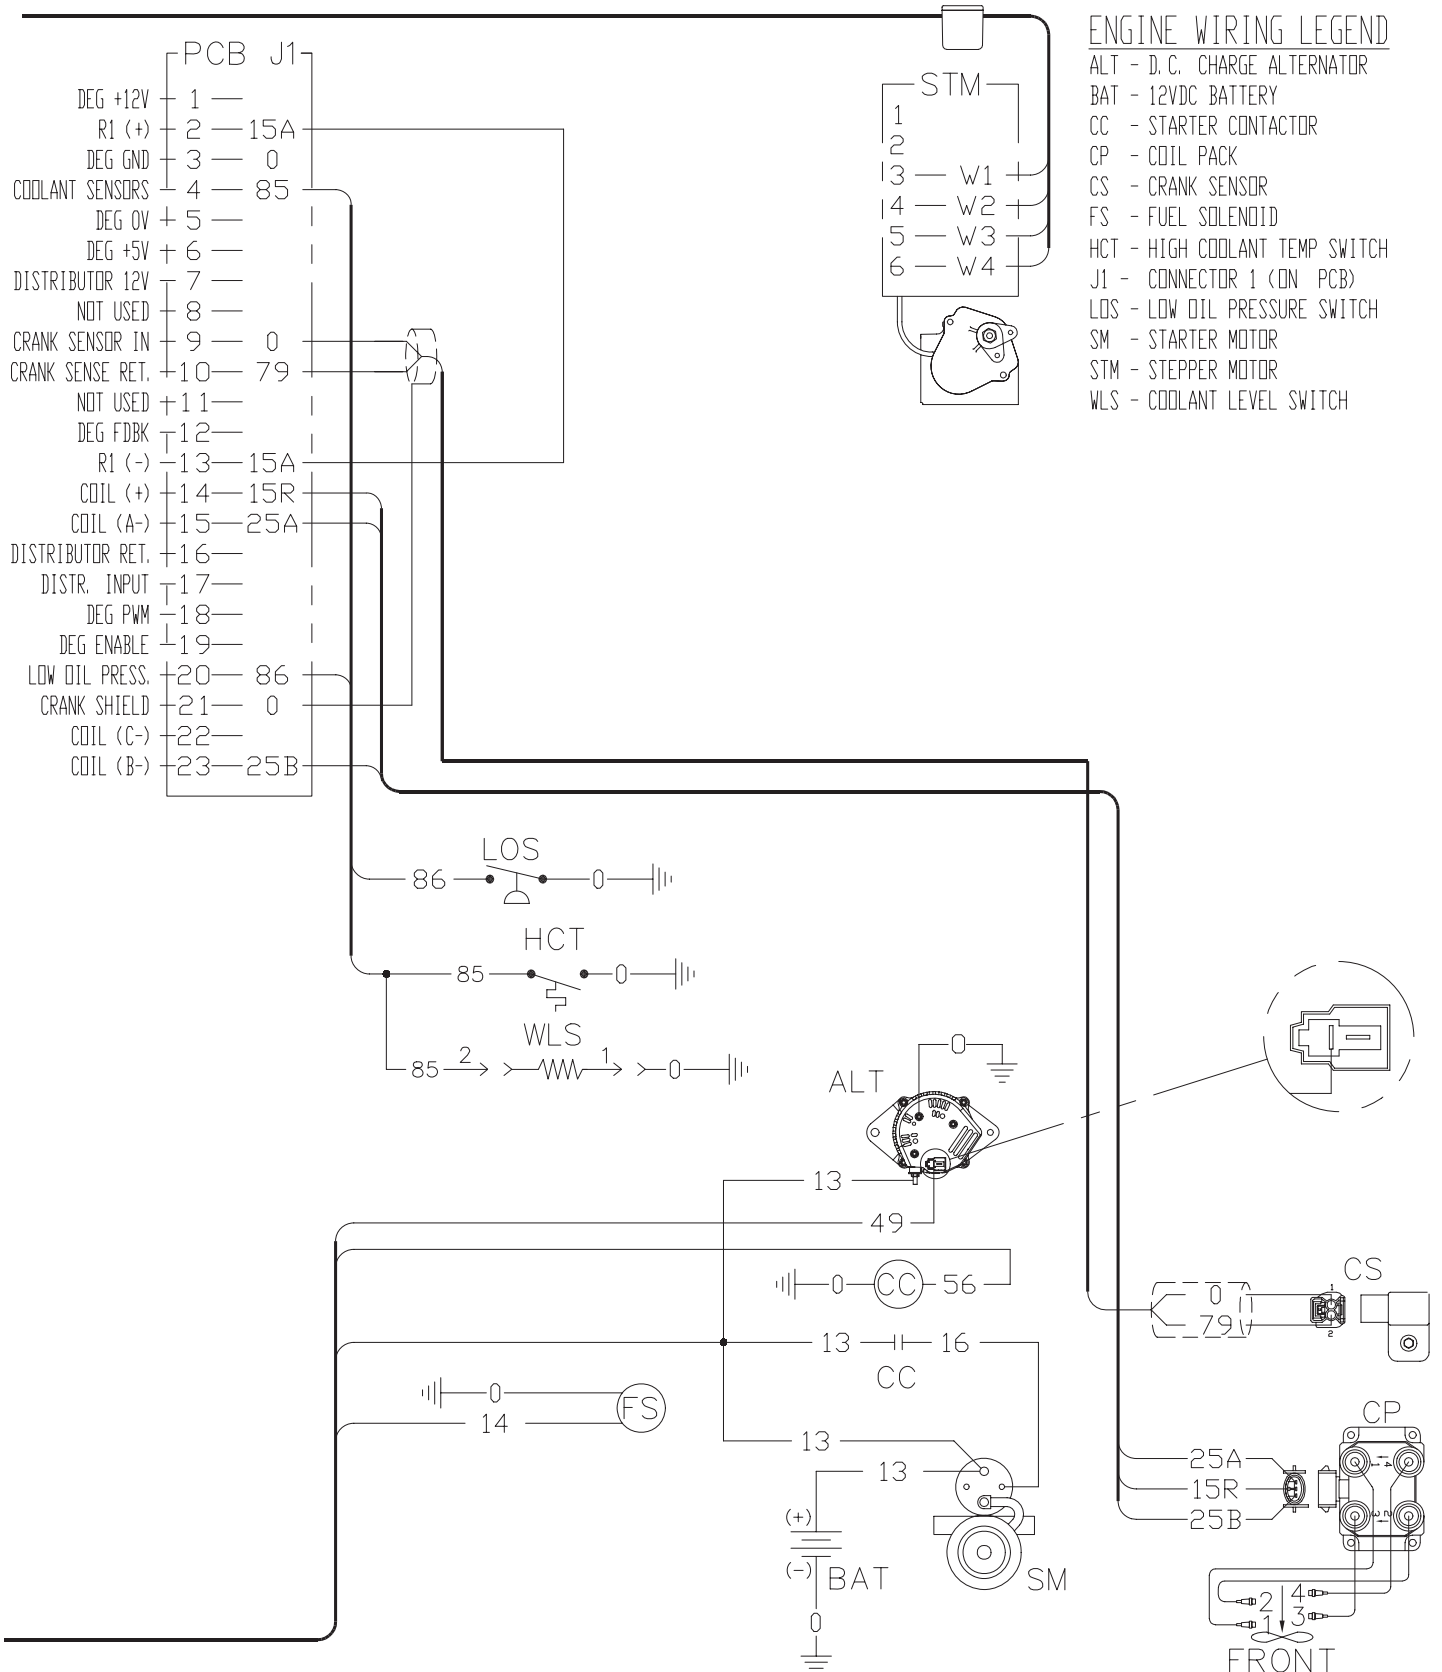 ENGINE WIRING LEGEND
ALT - D.C. CHARGE ALTERNATOR
BAT - 12VDC BATTERY
CC - STARTER CONTACTOR
CP - COIL PACK
CS - CRANK SENSOR
FS - FUEL SOLENOID
HCT - HIGH COOLANT TEMP SWITCH
J1 - CONNECTOR 1 (ON PCB)
LOS - LOW OIL PRESSURE SWITCH
SM - STARTER MOTOR
STM - STEPPER MOTOR
WLS - COOLANT LEVEL SWITCH
PCB J1
DEG +12V 1
R1 (+) 2 15A
DEG GND 3 0
COOLANT SENSORS 4 85
DEG 0V 5
DEG +5V 6
DISTRIBUTOR 12V 7
NOT USED 8
CRANK SENSOR IN 9 0
CRANK SENSE RET. 10 79
NOT USED 11
DEG FDBK 12
R1 (-) 13 15A
COIL (+) 14 15R
COIL (A-) 15 25A
DISTRIBUTOR RET. 16
DISTR. INPUT 17
DEG PWM 18
DEG ENABLE 19
LOW OIL PRESS. 20 86
CRANK SHIELD 21 0
COIL (C-) 22
COIL (B-) 23 25B
STM
1
2
3 W1
4 W2
5 W3
6 W4
LOS
86 0
HCT
85 0
WLS
85 2 1 0
0
ALT
13
49
0 CC 56
13 16
CC
0
FS
14
13
13
(+)
(-)
BAT
0
SM
CS
0
79
1
2
CP
25A
15R
25B
1 4
3 2
2 4
1 3
FRONT